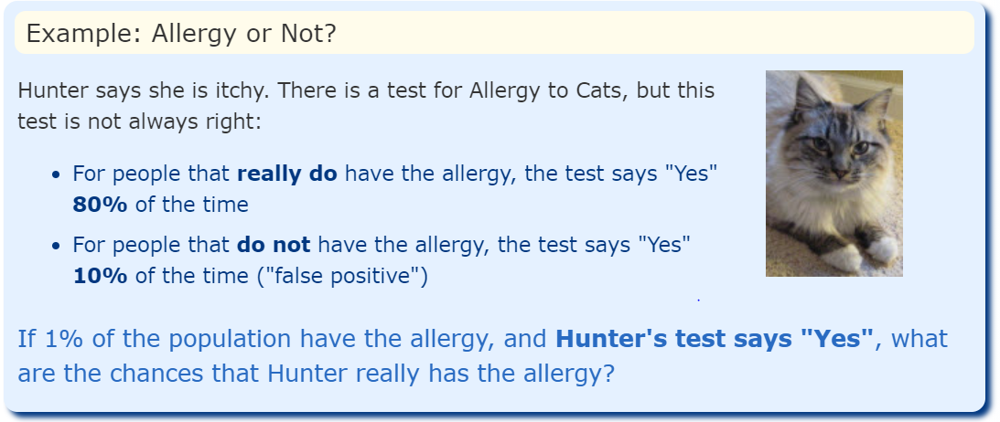 Example: Allergy or Not?
Hunter says she is itchy. There is a test for Allergy to Cats, but this
test is not always right:
• For people that really do have the allergy, the test says "Yes"
80% of the time
• For people that do not have the allergy, the test says "Yes"
10% of the time ("false positive")
If 1% of the population have the allergy, and Hunter's test says "Yes", what
are the chances that Hunter really has the allergy?